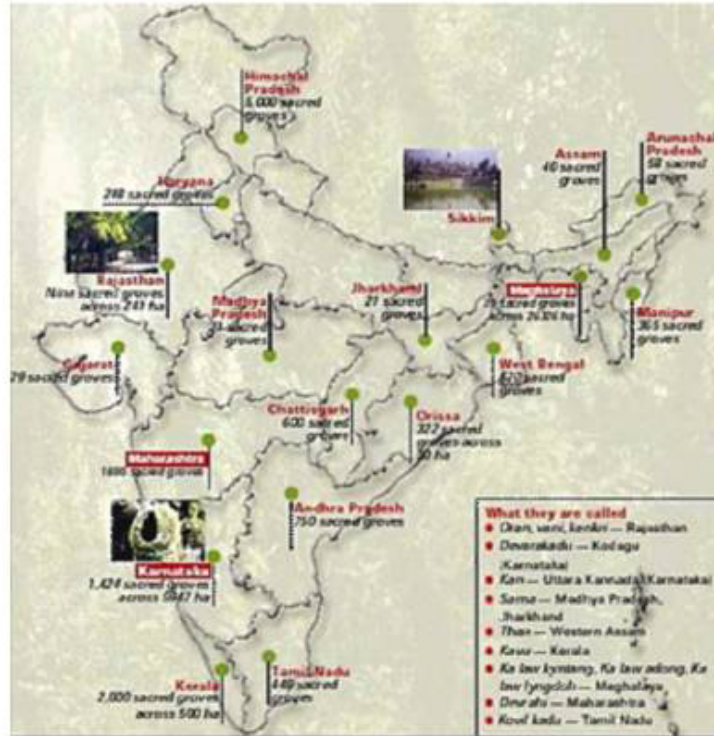 Himachal
Pradesh
5,000 sacred
groves
Haryana
248 sacred groves
Rajasthan
Nine sacred groves
across 241 ha
Sikkim
Assam
40 sacred
groves
Arunachal
Pradesh
58 sacred
groves
Gujarat
29 sacred groves
Madhya
Pradesh
sacred
groves
Jharkhand
21 sacred
groves
Meghalaya
sacred groves
across
Manipur
365 sacred
groves
West Bengal
sacred
groves
Chattisgarh
600 sacred
groves
Orissa
322 sacred
groves across
50 ha
Maharashtra
sacred groves
Andhra Pradesh
750 sacred groves
Karnataka
1,424 sacred groves
across
Kerala
2,000 sacred groves
across 500 ha
Tamil Nadu
448 sacred
groves
What they are called
Oran, vani, kenkri — Rajasthan
Devarakadu — Kodagu
Karnataka
Kan — Uttara Kannada, Karnataka
Sarna — Madhya Pradesh,
Jharkhand
Than — Western Assam
Kavu — Kerala
Ka law kyntang, Ka law adong, Ka
law lyngdoh — Meghalaya
Devrahi — Maharashtra
Kovil kadu — Tamil Nadu